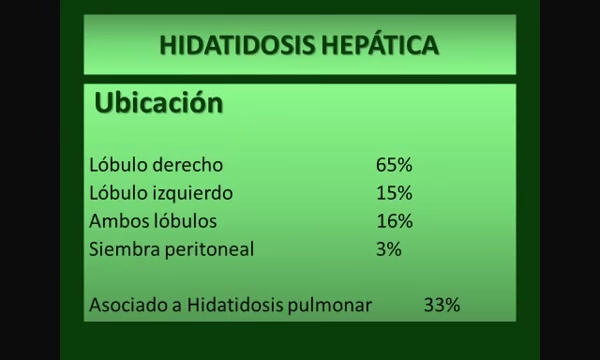 HIDATIDOSIS HEPÁTICA
Ubicación
Lóbulo derecho 65%
Lóbulo izquierdo 15%
Ambos lóbulos 16%
Siembra peritoneal 3%
Asociado a Hidatidosis pulmonar 33%